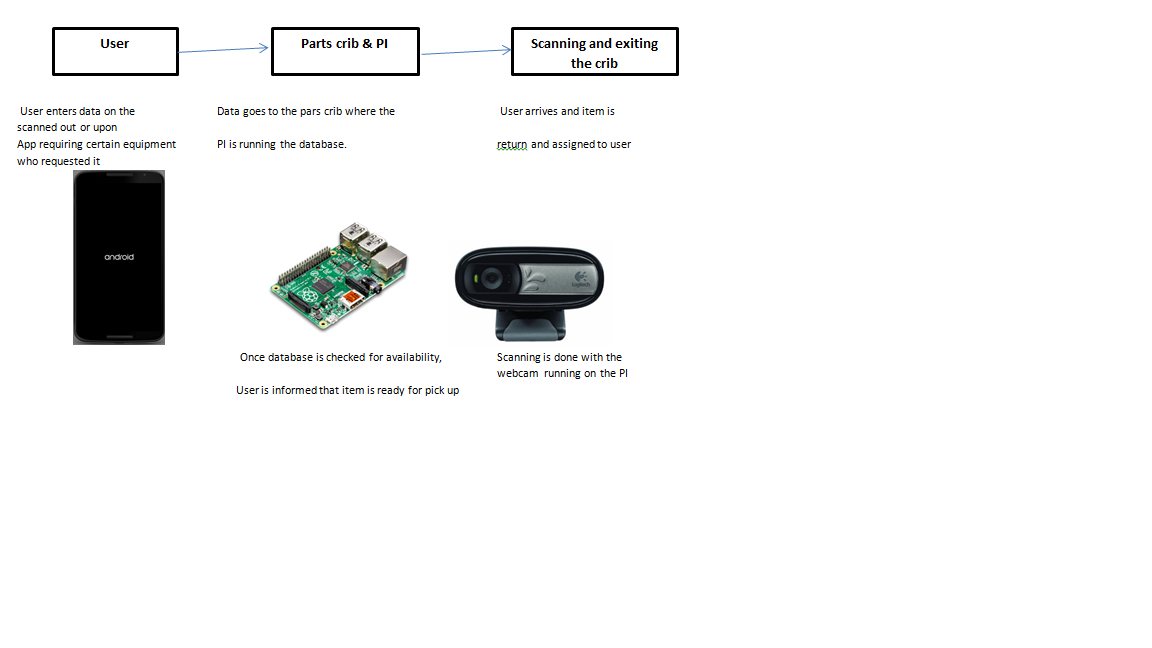 User
Parts crib & PI
Scanning and exiting
the crib
User enters data on the
scanned out or upon
App requiring certain equipment
who requested it
Data goes to the pars crib where the
PI is running the database.
User arrives and item is
return and assigned to user
android
Logitech
Once database is checked for availability,
User is informed that item is ready for pick up
Scanning is done with the
webcam running on the PI